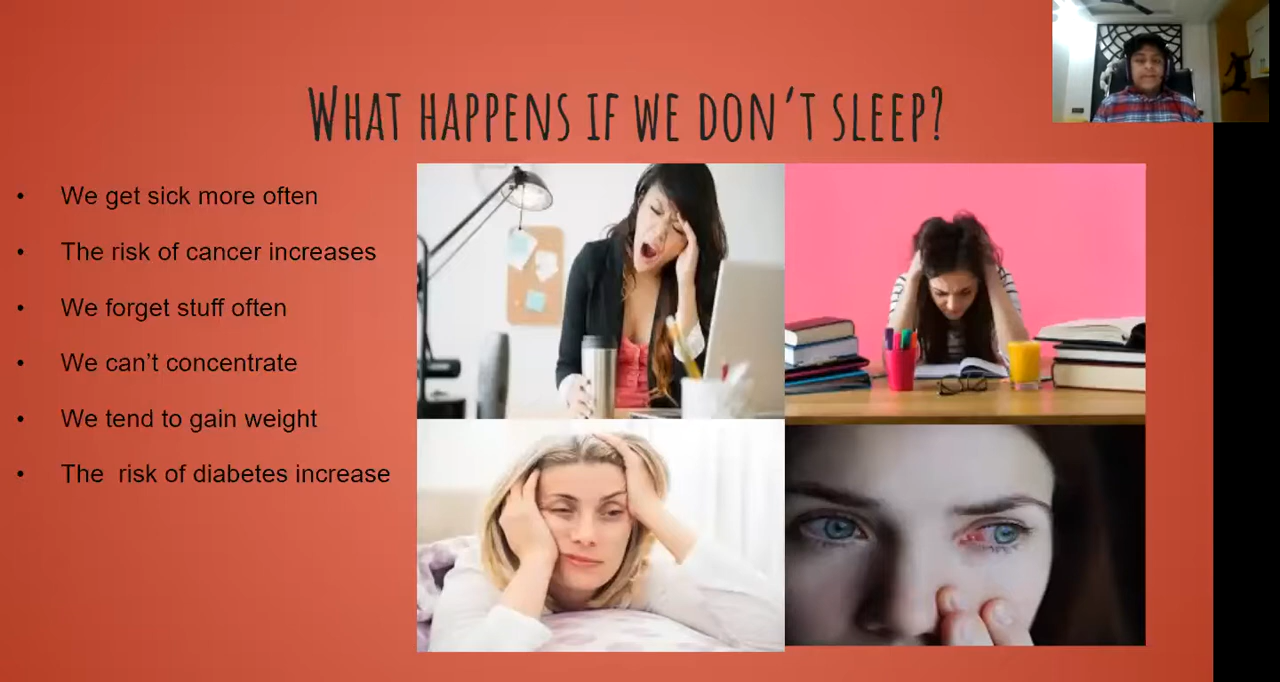 WHAT HAPPENS IF WE DON'T SLEEP?
• We get sick more often
• The risk of cancer increases
• We forget stuff often
• We can't concentrate
• We tend to gain weight
• The  risk of diabetes increase